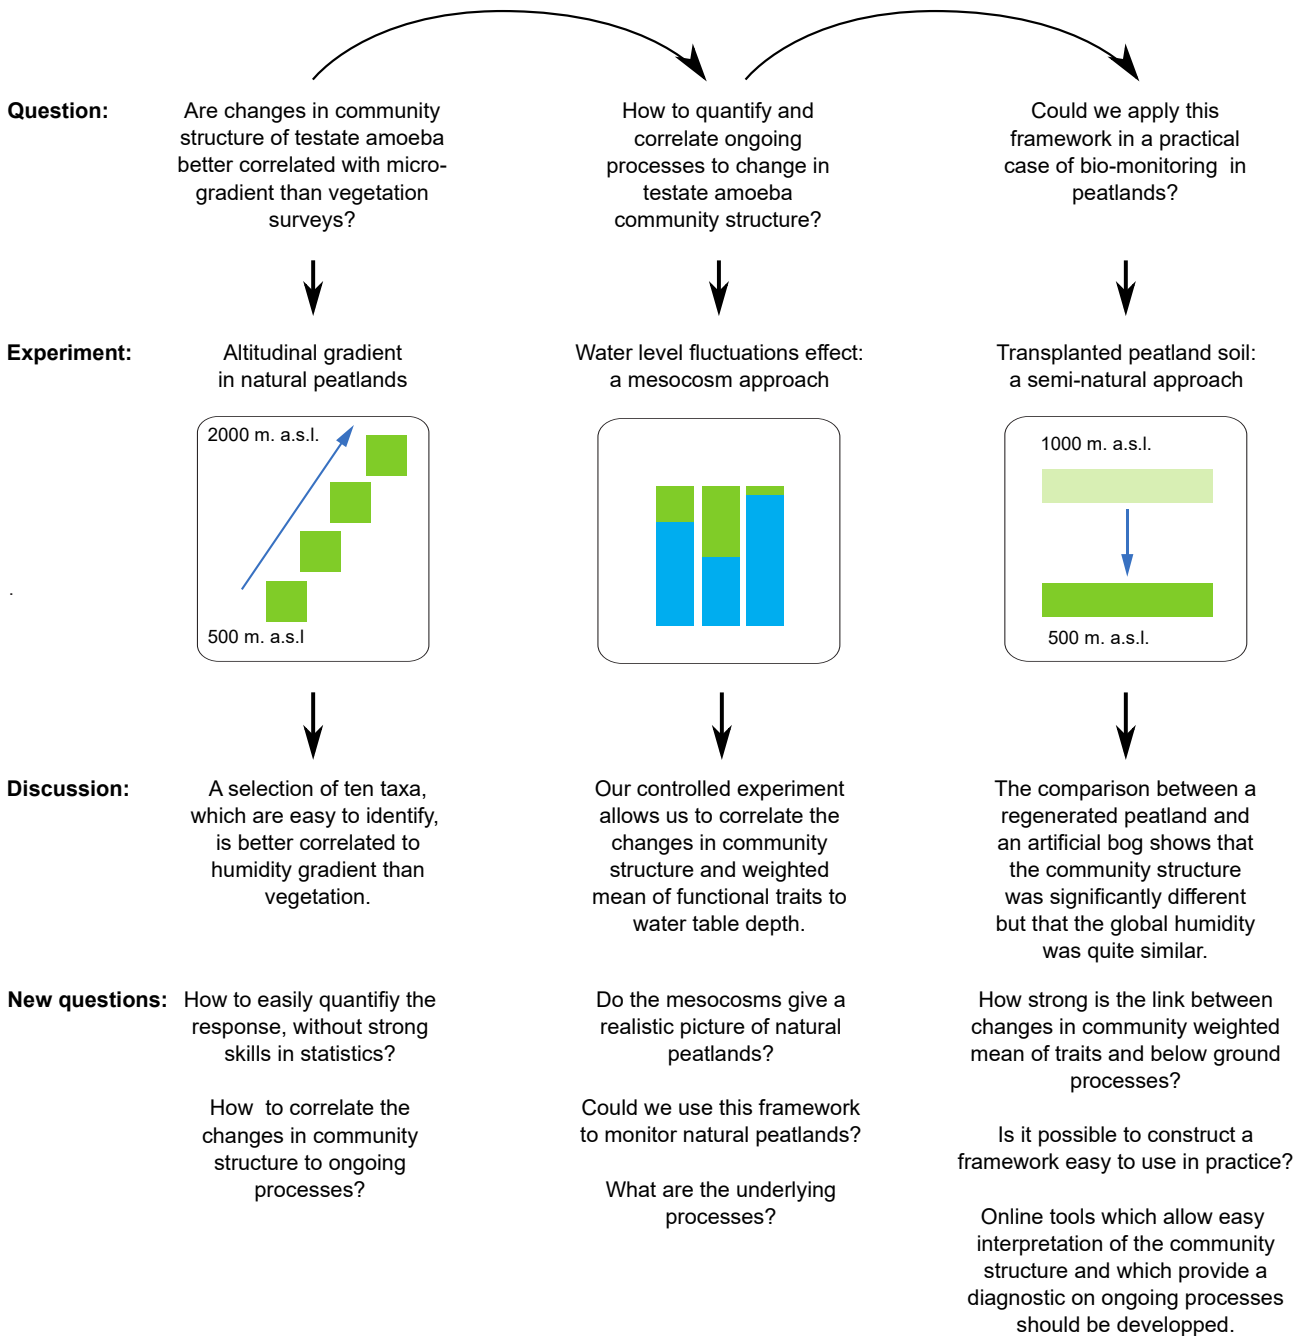 Question:
Are changes in community
structure of testate amoeba
better correlated with micro-
gradient than vegetation
surveys?
How to quantify and
correlate ongoing
processes to change in
testate amoeba
community structure?
Could we apply this
framework in a practical
case of bio-monitoring in
peatlands?
Experiment:
Altitudinal gradient
in natural peatlands
Water level fluctuations effect:
a mesocosm approach
Transplanted peatland soil:
a semi-natural approach
2000 m. a.s.l.
500 m. a.s.l
1000 m. a.s.l.
500 m. a.s.l.
.
Discussion:
A selection of ten taxa,
which are easy to identify,
is better correlated to
humidity gradient than
vegetation.
Our controlled experiment
allows us to correlate the
changes in community
structure and weighted
mean of functional traits to
water table depth.
The comparison between a
regenerated peatland and
an artificial bog shows that
the community structure
was significantly different
but that the global humidity
was quite similar.
New questions:
How to easily quantifiy the
response, without strong
skills in statistics?
How to correlate the
changes in community
structure to ongoing
processes?
Do the mesocosms give a
realistic picture of natural
peatlands?
Could we use this framework
to monitor natural peatlands?
What are the underlying
processes?
How strong is the link between
changes in community weighted
mean of traits and below ground
processes?
Is it possible to construct a
framework easy to use in practice?
Online tools which allow easy
interpretation of the community
structure and which provide a
diagnostic on ongoing processes
should be developped.